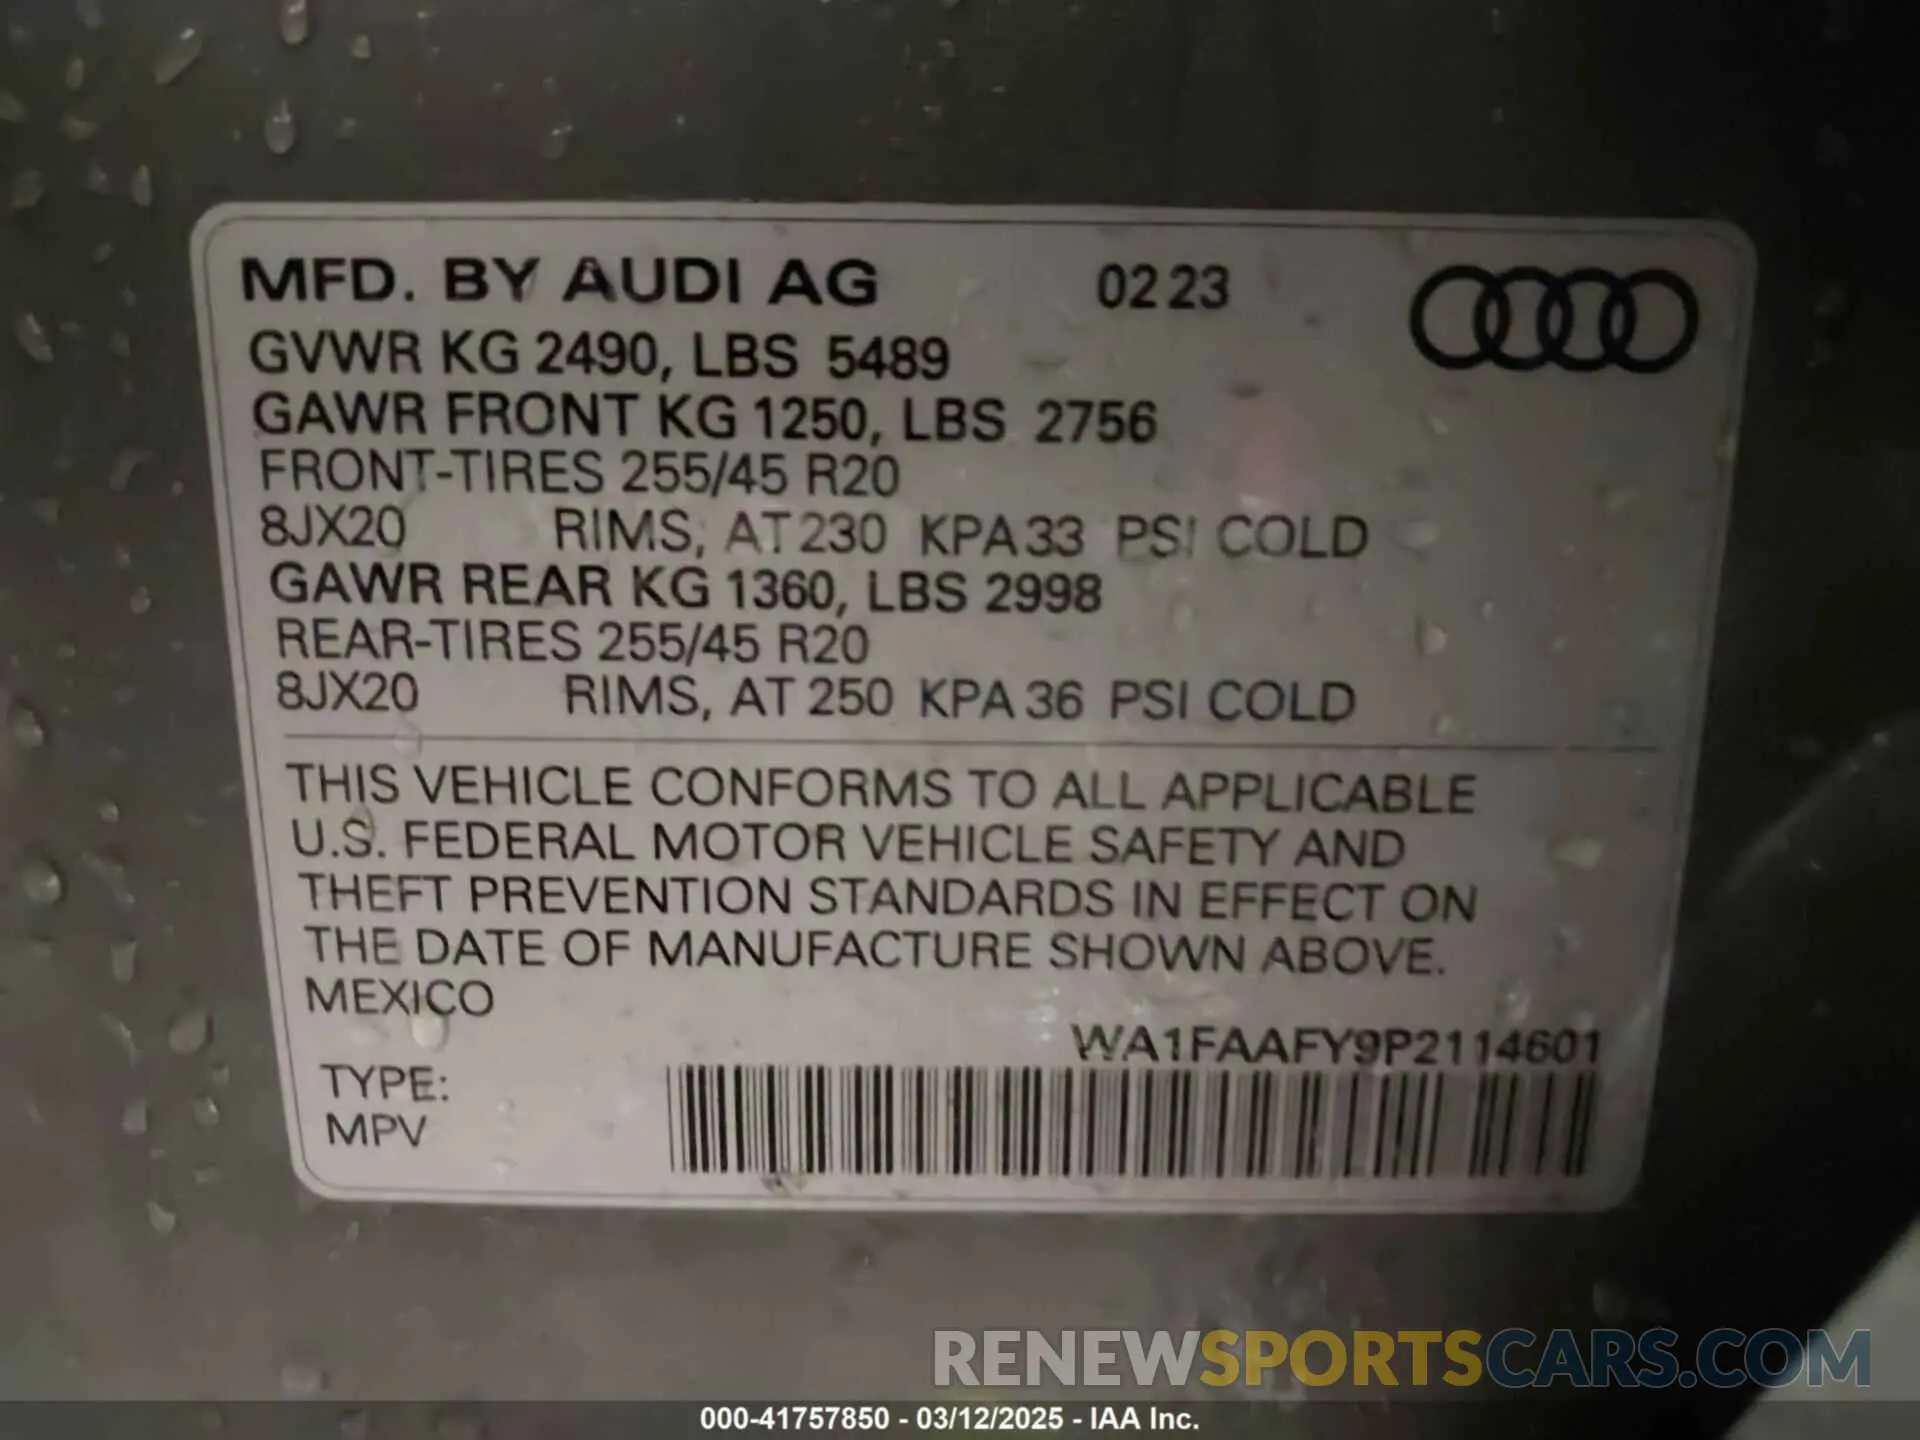 MFD. BY AUDI AG 02 23
GVWR KG 2490, LBS 5489
GAWR FRONT KG 1250, LBS 2756
FRONT-TIRES 255/45 R20
8JX20 RIMS, AT 230 KPA 33 PSI COLD
GAWR REAR KG 1360, LBS 2998
REAR-TIRES 255/45 R20
8JX20 RIMS, AT 250 KPA 36 PSI COLD
THIS VEHICLE CONFORMS TO ALL APPLICABLE
U.S. FEDERAL MOTOR VEHICLE SAFETY AND
THEFT PREVENTION STANDARDS IN EFFECT ON
THE DATE OF MANUFACTURE SHOWN ABOVE.
MEXICO
WA1FAAFY9P2114601
TYPE:
MPV
RENEWSPORTSCARS.COM
000-41757850 - 03/12/2025 - IAA Inc.